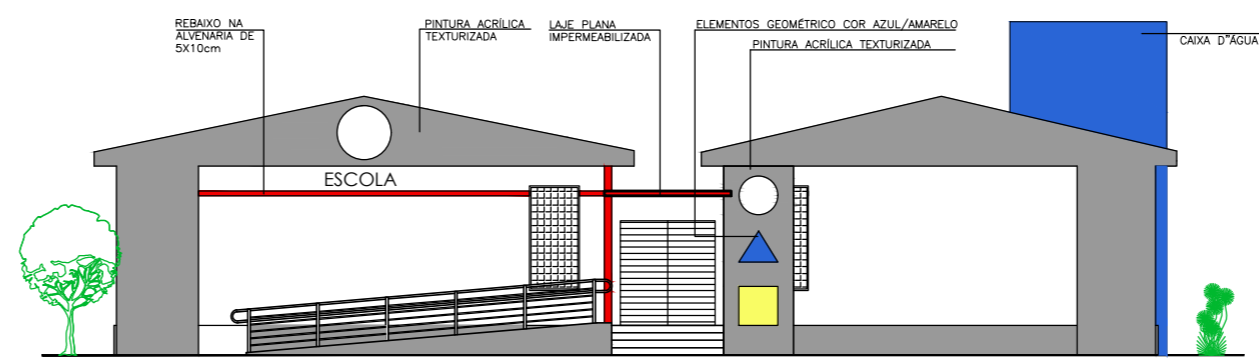 REBAIXO NA
ALVENARIA DE
5X10cm
PINTURA ACRÍLICA
TEXTURIZADA
LAJE PLANA
IMPERMEABILIZADA
ELEMENTOS GEOMÉTRICO COR AZUL/AMARELO
PINTURA ACRÍLICA TEXTURIZADA
CAIXA D"ÁGUA
ESCOLA